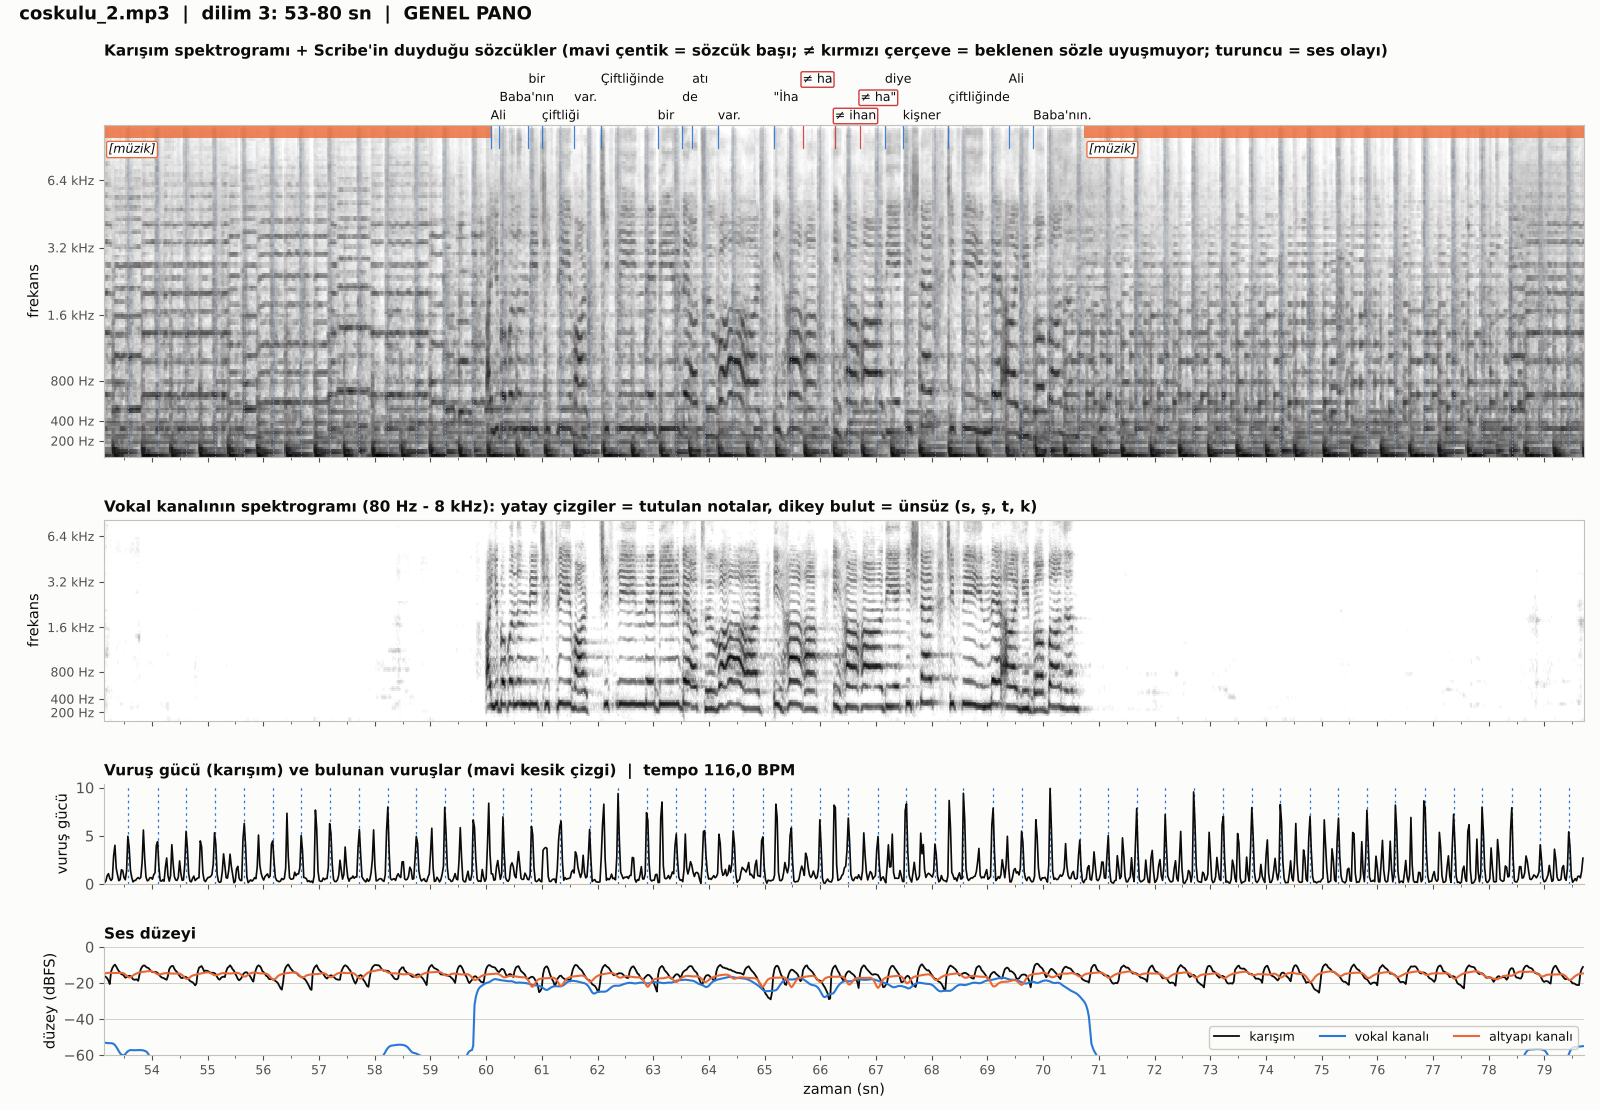 coskulu_2.mp3 | dilim 3: 53-80 sn | GENEL PANO
Karışım spektrogramı + Scribe'in duyduğu sözcükler (mavi çentik = sözcük başı; ≠ kırmızı çerçeve = beklenen sözle uyuşmuyor; turuncu = ses olayı)
bir Çiftliğinde atı ≠ ha diye Ali
Baba'nın var. de "İha ≠ ha" çiftliğinde
Ali çiftliği bir var. ≠ ihan kişner Baba'nın.
[müzik] [müzik]
6.4 kHz
3.2 kHz
1.6 kHz
800 Hz
400 Hz
200 Hz
frekans
Vokal kanalının spektrogramı (80 Hz - 8 kHz): yatay çizgiler = tutulan notalar, dikey bulut = ünsüz (s, ş, t, k)
6.4 kHz
3.2 kHz
1.6 kHz
800 Hz
400 Hz
200 Hz
frekans
Vuruş gücü (karışım) ve bulunan vuruşlar (mavi kesik çizgi) | tempo 116,0 BPM
10
5
0
vuruş gücü
Ses düzeyi
0
−20
−40
−60
düzey (dBFS)
karışım vokal kanalı altyapı kanalı
54 55 56 57 58 59 60 61 62 63 64 65 66 67 68 69 70 71 72 73 74 75 76 77 78 79
zaman (sn)